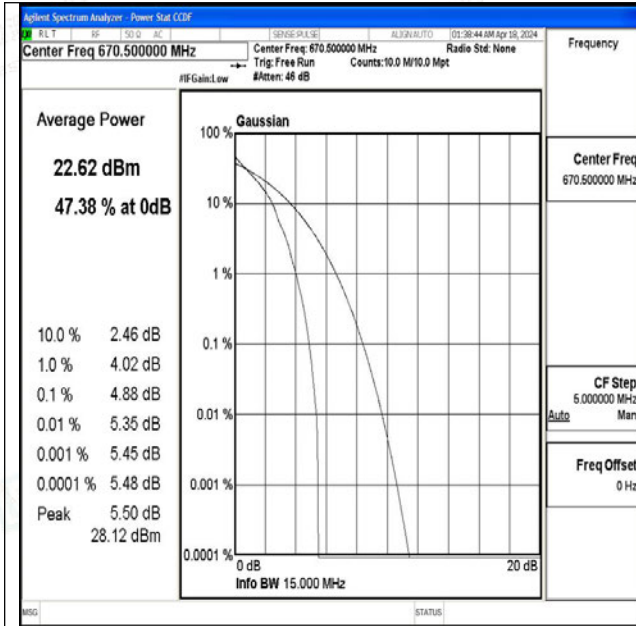 Agilent Spectrum Analyzer - Power Stat CCDF
RLT RF 50 Ω AC SENSE:PULSE ALIGNAUTO 01:38:44 AM Apr 18, 2024
Center Freq 670.500000 MHz
Center Freq: 670.500000 MHz Radio Std: None
Trig: Free Run Counts:10.0 M/10.0 Mpt
#IFGain:Low #Atten: 46 dB
Frequency
Average Power
22.62 dBm
47.38 % at 0dB
10.0 % 2.46 dB
1.0 % 4.02 dB
0.1 % 4.88 dB
0.01 % 5.35 dB
0.001 % 5.45 dB
0.0001 % 5.48 dB
Peak 5.50 dB
28.12 dBm
Gaussian
100 %
10 %
1 %
0.1 %
0.01 %
0.001 %
0.0001 %
0 dB 20 dB
Info BW 15.000 MHz
Center Freq
670.500000 MHz
CF Step
5.000000 MHz
Auto Man
Freq Offset
0 Hz
MSG STATUS